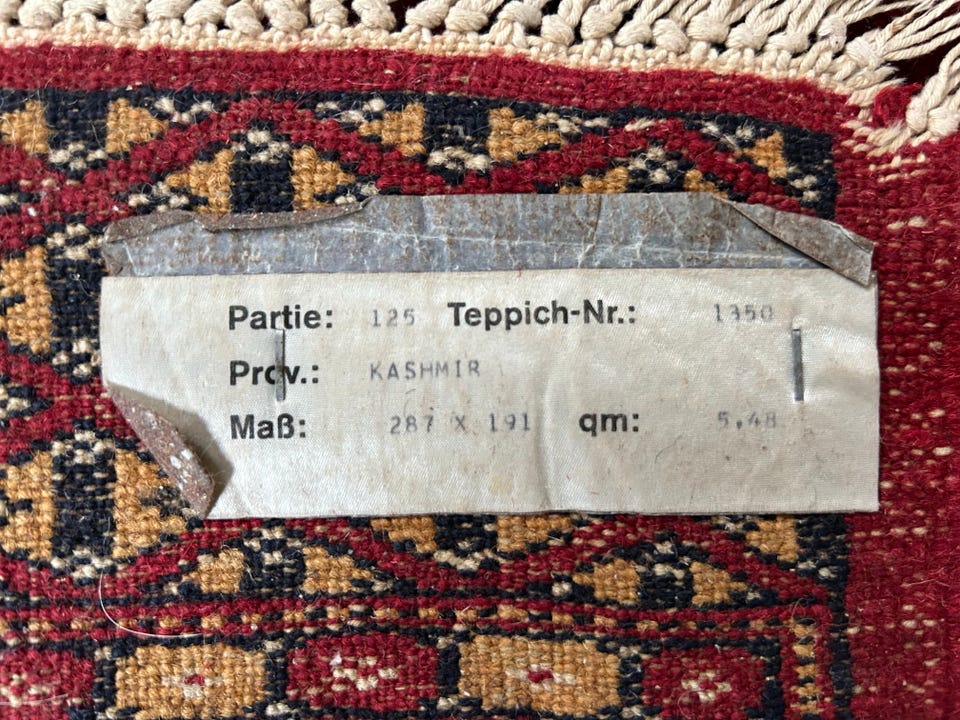 Partie: 125 Teppich-Nr.: 1350
Prov.: KASHMIR
Maß: 287 X 191 qm: 5,48